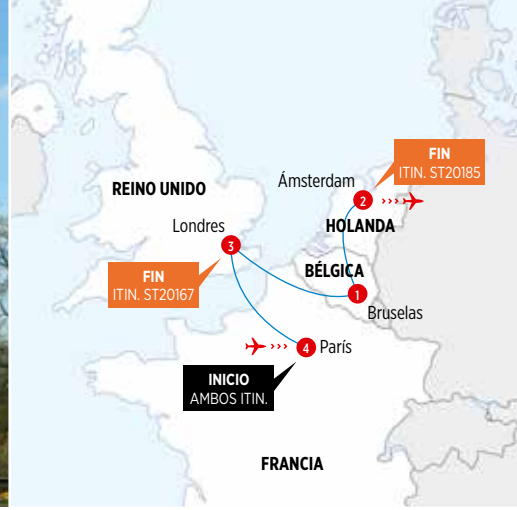 FIN
ITIN. ST20185
Ámsterdam
2
REINO UNIDO
HOLANDA
Londres
3
BÉLGICA
FIN
ITIN. ST20167
1
Bruselas
4
París
INICIO
AMBOS ITIN.
FRANCIA